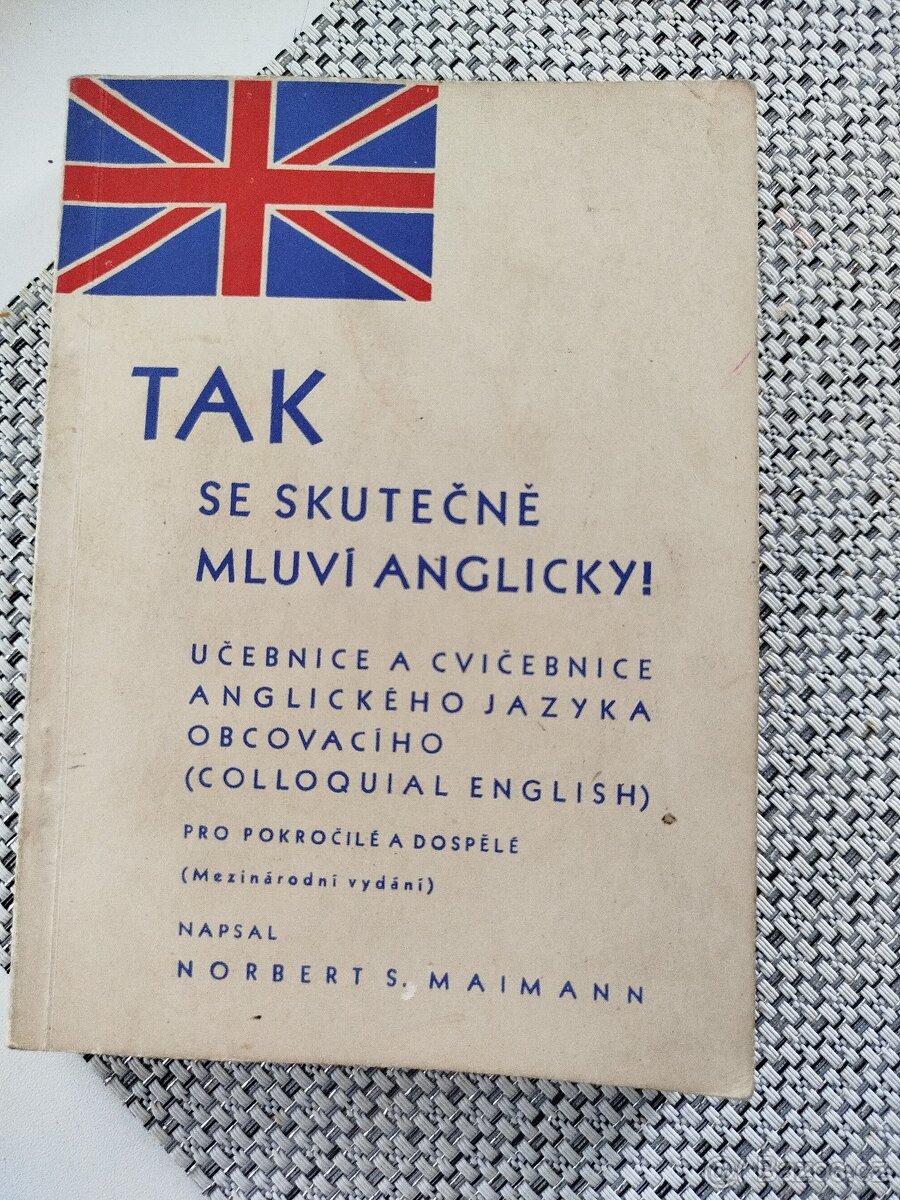 TAK
SE SKUTEČNĚ
MLUVÍ ANGLICKY!
UČEBNICE A CVIČEBNICE
ANGLICKÉHO JAZYKA
OBCOVACÍHO
(COLLOQUIAL ENGLISH)
PRO POKROČILÉ A DOSPĚLÉ
(Mezinárodní vydání)
NAPSAL
NORBERT S. MAIMANN